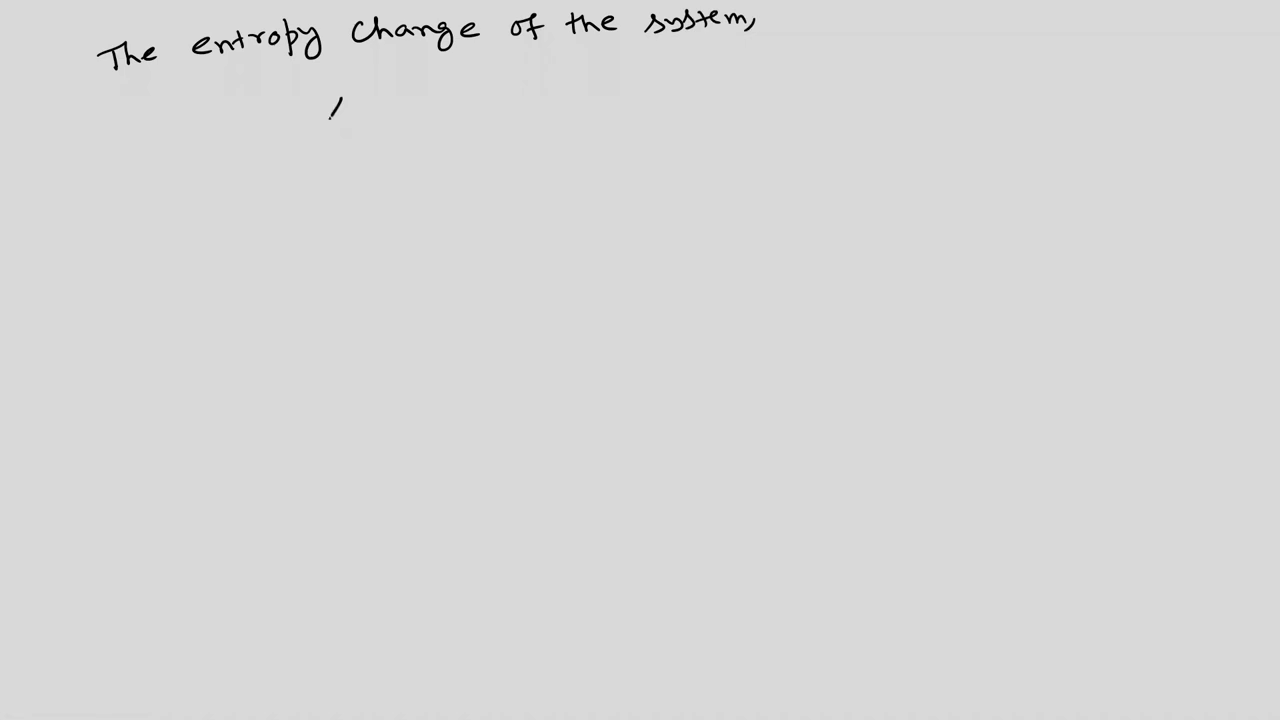 The entropy change of the system,